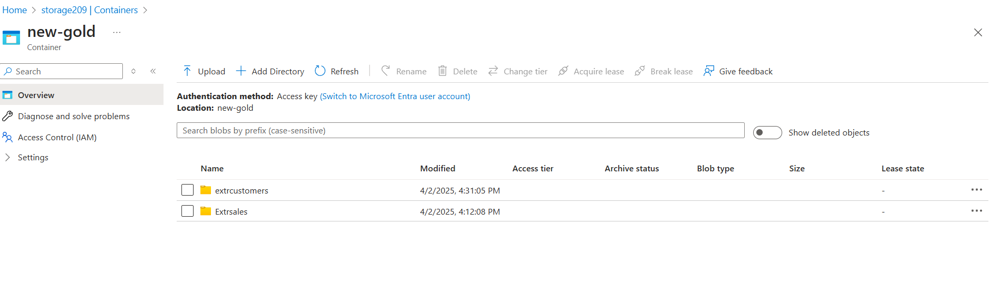 Home > storage209 | Containers >
new-gold ...
Container
Search
Overview
Diagnose and solve problems
Access Control (IAM)
Settings
Upload Add Directory Refresh Rename Delete Change tier Acquire lease Break lease Give feedback
Authentication method: Access key (Switch to Microsoft Entra user account)
Location: new-gold
Search blobs by prefix (case-sensitive)
Show deleted objects
Name Modified Access tier Archive status Blob type Size Lease state
extrcustomers 4/2/2025, 4:31:05 PM -
Extrsales 4/2/2025, 4:12:08 PM -